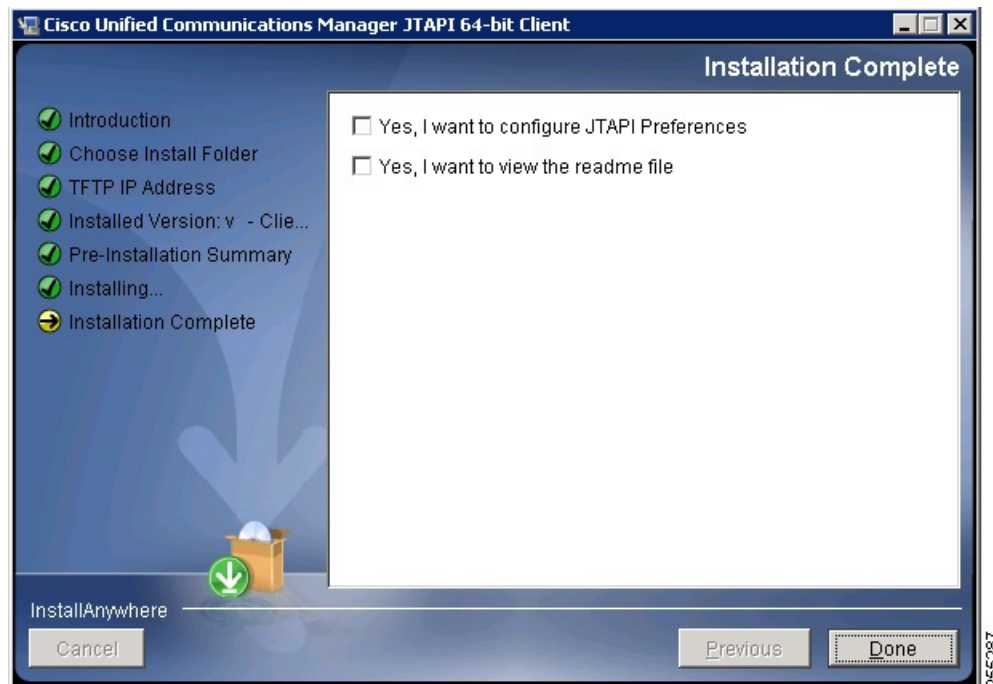 Cisco Unified Communications Manager JTAPI 64-bit Client
Installation Complete
Introduction
Choose Install Folder
TFTP IP Address
Installed Version: v - Clie...
Pre-Installation Summary
Installing...
Installation Complete
Yes, I want to configure JTAPI Preferences
Yes, I want to view the readme file
InstallAnywhere
Cancel
Previous
Done